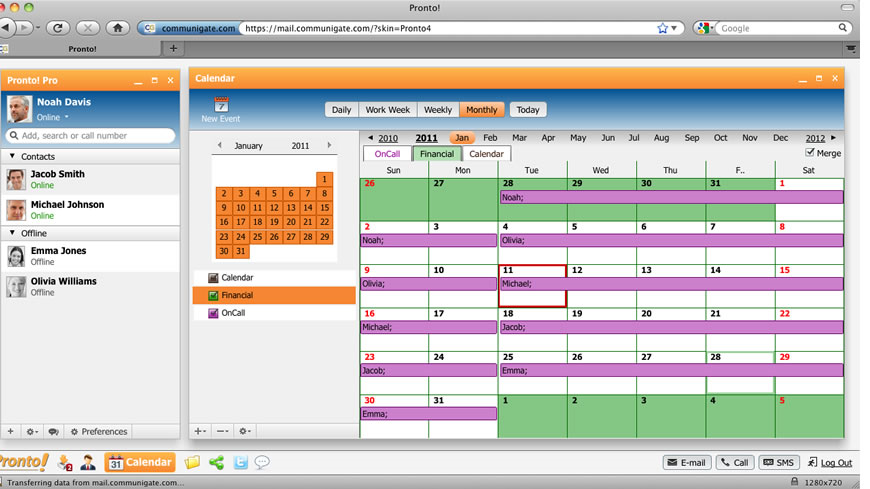 Pronto!
communigate.com https://mail.communigate.com/?skin=Pronto4
Google
Pronto! +
Pronto! Pro
Noah Davis
Online
Add, search or call number
Contacts
Jacob Smith
Online
Michael Johnson
Online
Offline
Emma Jones
Offline
Olivia Williams
Offline
+ Preferences
Calendar
7
New Event
Daily Work Week Weekly Monthly Today
January 2011
1
2 3 4 5 6 7 8
9 10 11 12 13 14 15
16 17 18 19 20 21 22
23 24 25 26 27 28 29
30 31
Calendar
Financial
OnCall
2010 2011 Jan Feb Mar Apr May Jun Jul Aug Sep Oct Nov Dec 2012
OnCall Financial Calendar Merge
Sun Mon Tue Wed Thu F.. Sat
26 27 28 29 30 31 1
Noah;
2 3 4 5 6 7 8
Noah; Olivia;
9 10 11 12 13 14 15
Olivia; Michael;
16 17 18 19 20 21 22
Michael; Jacob;
23 24 25 26 27 28 29
Jacob; Emma;
30 31 1 2 3 4 5
Emma;
Pronto! 2 31 Calendar E-mail Call SMS Log Out
Transferring data from mail.communigate.com... 1280x720